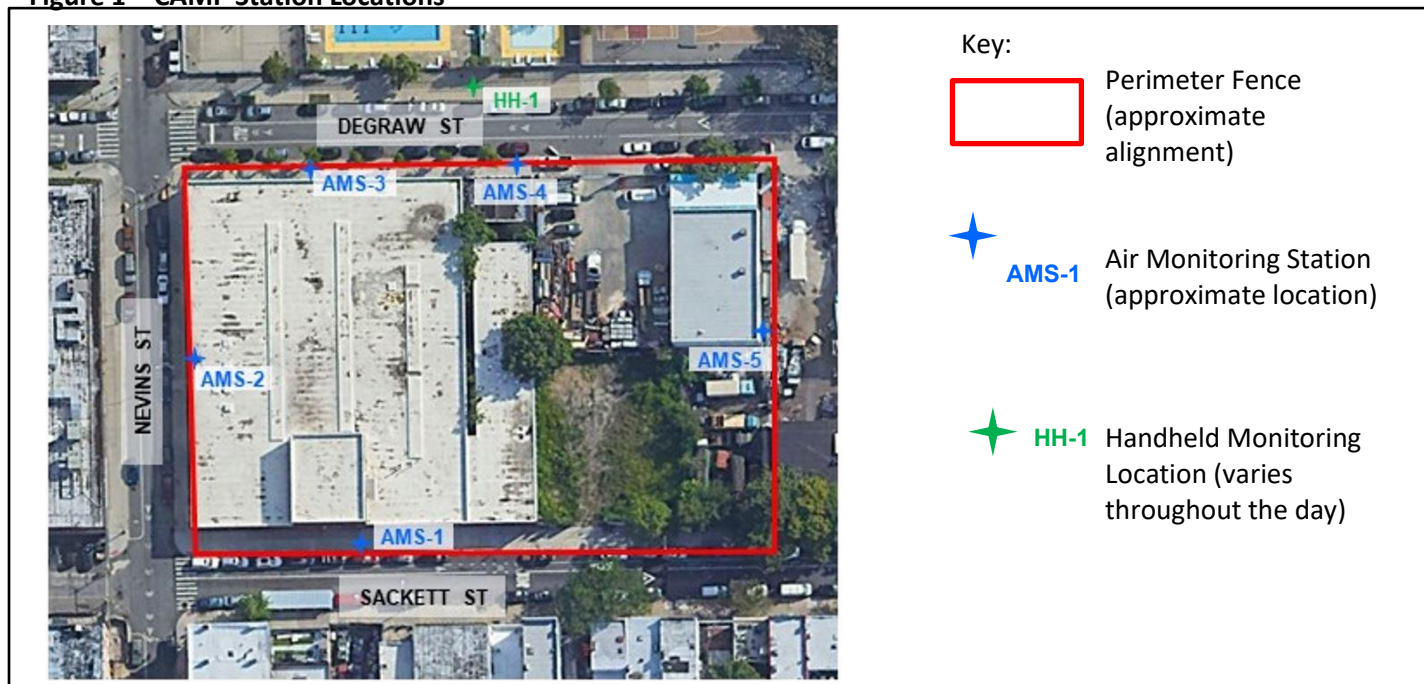 Figure 1 – CAMP Station Locations
HH-1
DEGRAW ST
AMS-3
AMS-4
NEVINS ST
AMS-2
AMS-5
AMS-1
SACKETT ST
Key:
Perimeter Fence
(approximate
alignment)
AMS-1
Air Monitoring Station
(approximate location)
HH-1
Handheld Monitoring
Location (varies
throughout the day)